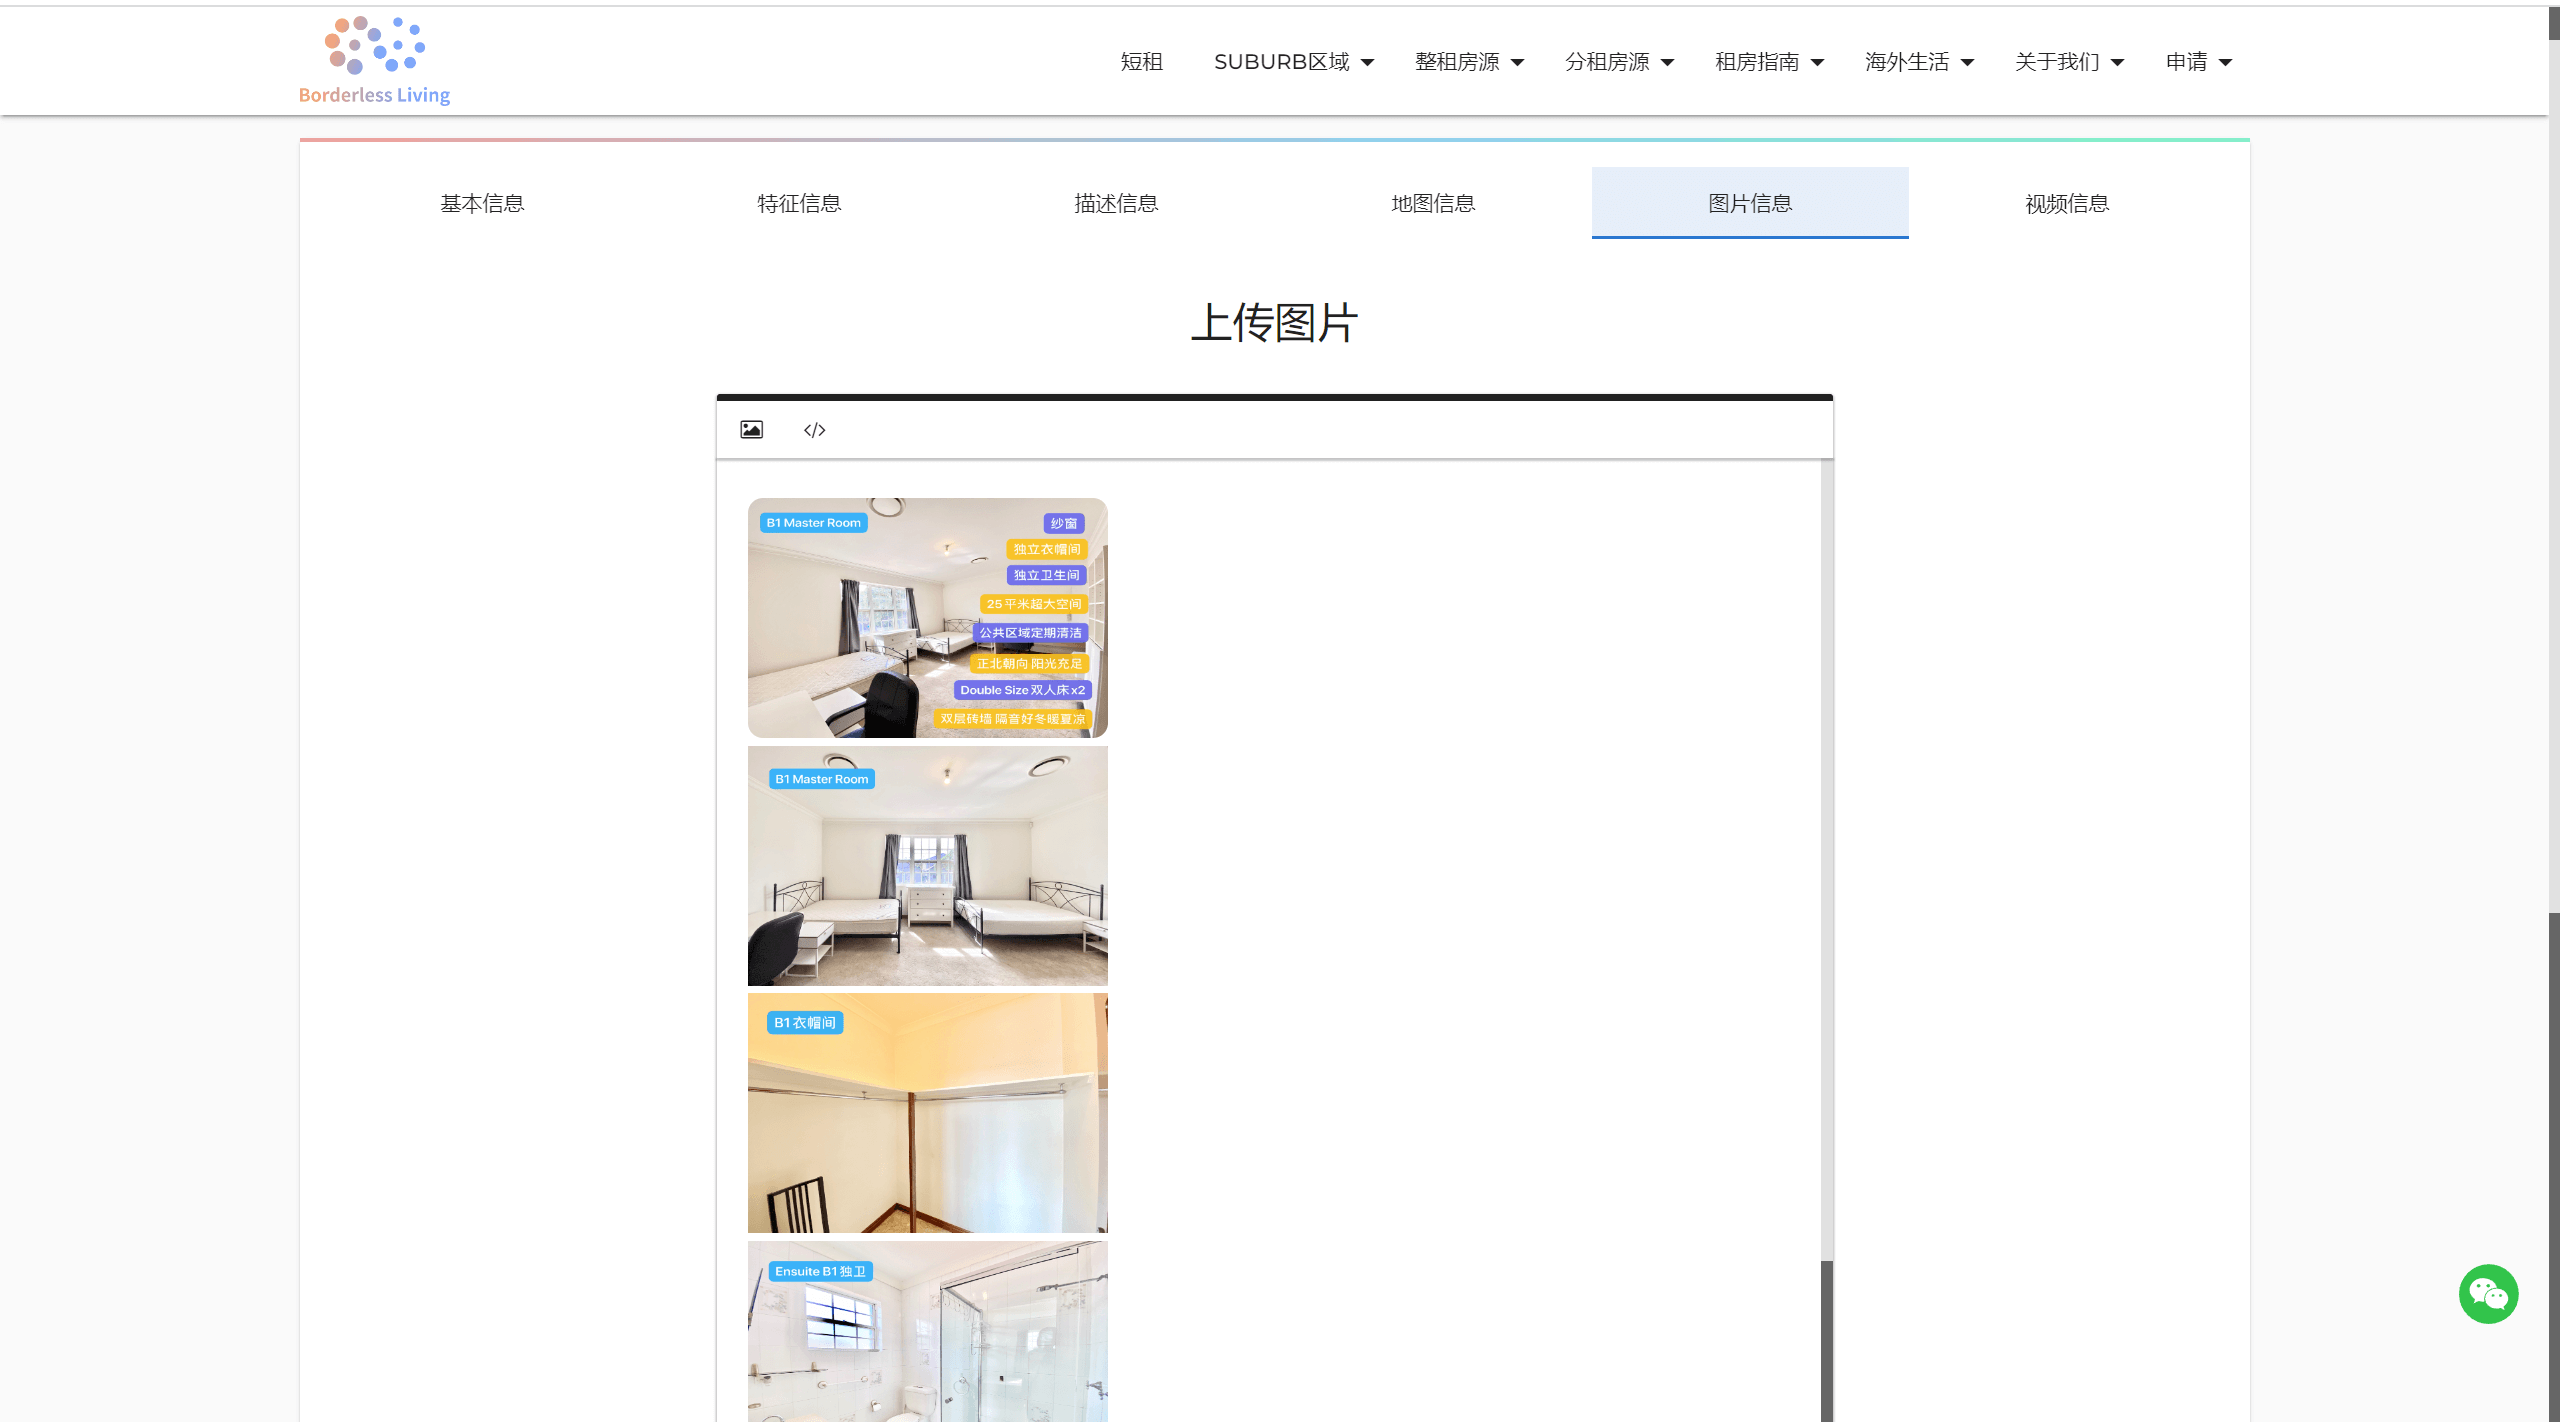 Borderless Living
短租
SUBURB区域
整租房源
分租房源
租房指南
海外生活
关于我们
申请
基本信息
特征信息
描述信息
地图信息
图片信息
视频信息
上传图片
B1 Master Room
纱窗
独立衣帽间
独立卫生间
25平米超大空间
公共区域定期清洁
正北朝向 阳光充足
Double Size 双人床 x2
双层砖墙 隔音好冬暖夏凉
B1 Master Room
B1 衣帽间
Ensuite B1 独卫